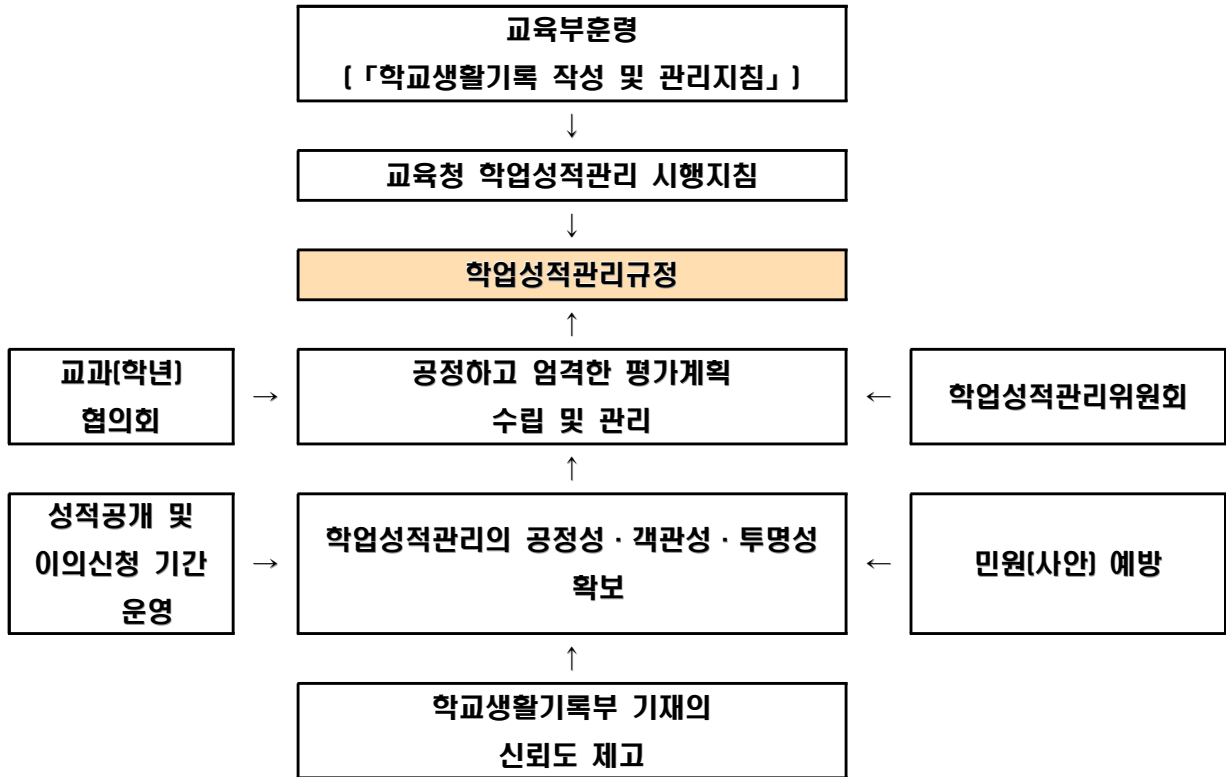 교육부훈령
(「학교생활기록 작성 및 관리지침」)
↓
교육청 학업성적관리 시행지침
↓
학업성적관리규정
↑
교과(학년)
협의회
→
공정하고 엄격한 평가계획
수립 및 관리
←
학업성적관리위원회
↑
성적공개 및
이의신청 기간
운영
→
학업성적관리의 공정성·객관성·투명성
확보
←
민원(사안) 예방
↑
학교생활기록부 기재의
신뢰도 제고